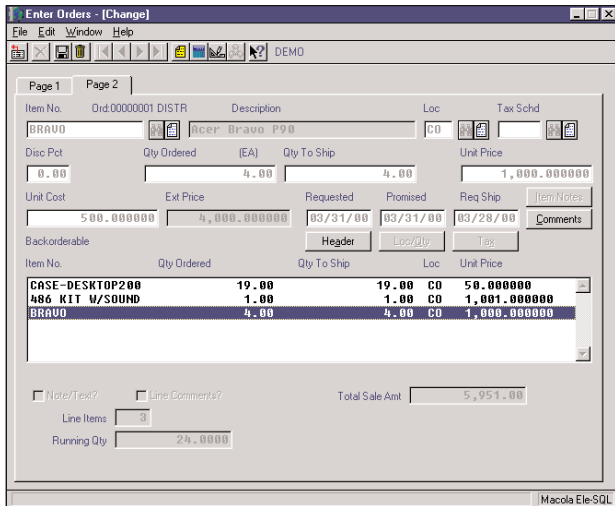 Enter Orders - [Change]
File Edit Window Help
DEMO
Page 1 Page 2
Item No. Ord:00000001 DISTR Description Loc Tax Schd
BRAVO Acer Bravo P90 CO
Disc Pct Qty Ordered (EA) Qty To Ship Unit Price
0.00 4.00 4.00 1,000.000000
Unit Cost Ext Price Requested Promised Req Ship Item Notes
500.000000 4,000.000000 03/31/00 03/31/00 03/28/00 Comments
Backorderable Header Loc/Qty Tax
Item No. Qty Ordered Qty To Ship Loc Unit Price
CASE-DESKTOP200 19.00 19.00 CO 50.000000
486 KIT W/SOUND 1.00 1.00 CO 1,001.000000
BRAVO 4.00 4.00 CO 1,000.000000
Note/Text? Line Comments? Total Sale Amt 5,951.00
Line Items 3
Running Qty 24.0000
Macola Ele-SQL